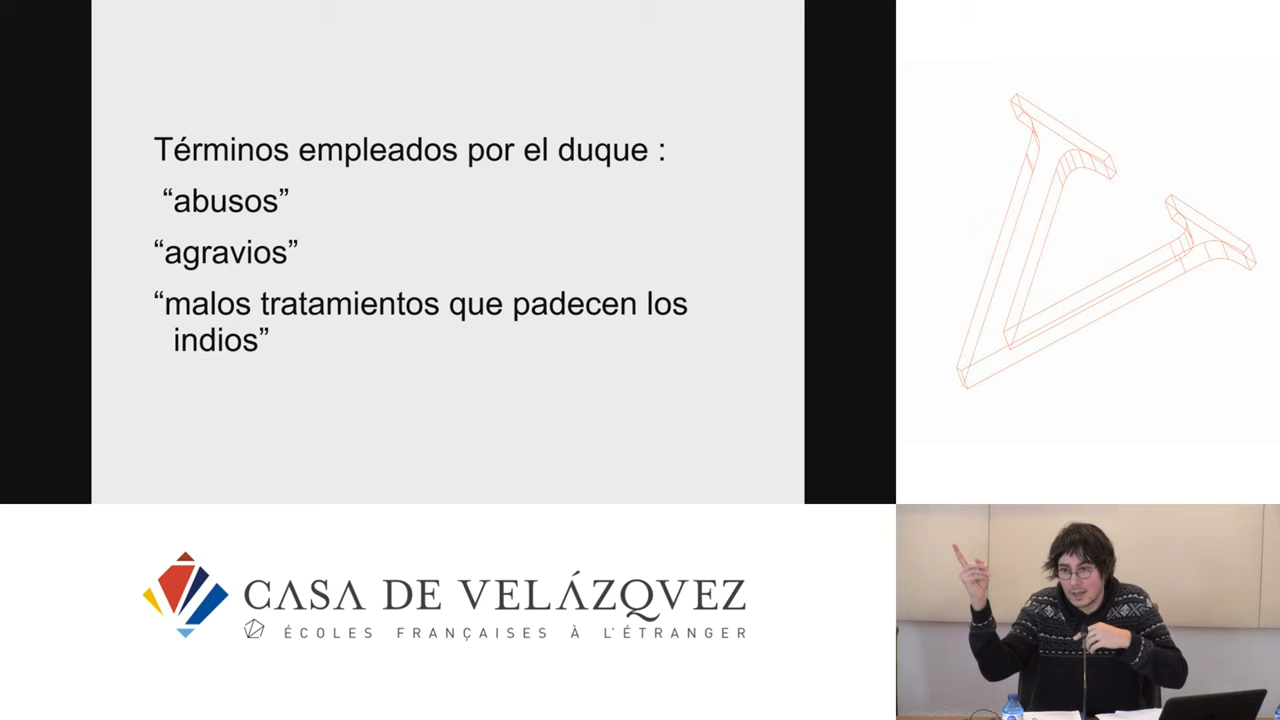 Términos empleados por el duque :
“abusos”
“agravios”
“malos tratamientos que padecen los
indios”
CASA DE VELÁZQVEZ
ÉCOLES FRANÇAISES À L'ÉTRANGER